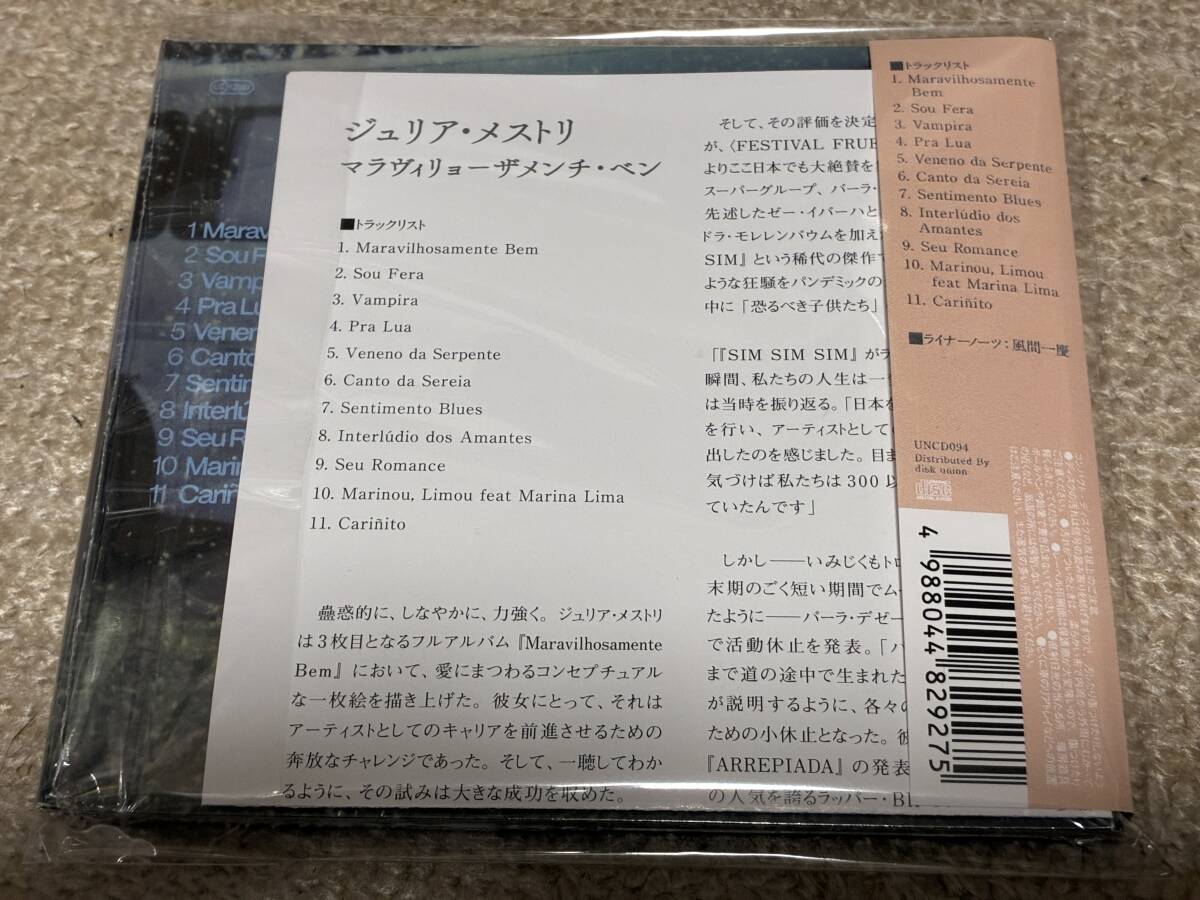 1 Marav
2 Sou F
3 Vamp
4 Pra Lu
5 Vener
6 Canto
7 Sentin
8 Interlú
9 Seu R
10 Marin
11 Cariñ
ジュリア・メストリ
マラヴィリョーザメンチ・ベン
■トラックリスト
1. Maravilhosamente Bem
2. Sou Fera
3. Vampira
4. Pra Lua
5. Veneno da Serpente
6. Canto da Sereia
7. Sentimento Blues
8. Interlúdio dos Amantes
9. Seu Romance
10. Marinou, Limou feat Marina Lima
11. Cariñito
蠱惑的に、しなやかに、力強く。ジュリア・メストリ
は3枚目となるフルアルバム『Maravilhosamente
Bem』において、愛にまつわるコンセプチュアル
な一枚絵を描き上げた。彼女にとって、それは
アーティストとしてのキャリアを前進させるための
奔放なチャレンジであった。そして、一聴してわか
るように、その試みは大きな成功を収めた。
そして、その評価を決定
が、〈FESTIVAL FRUE
よりここ日本でも大絶賛を
スーパーグループ、バーラ・
先述したゼー・イバーハと
ドラ・モレレンバウムを加え
SIM』という稀代の傑作
ような狂騒をパンデミックの
中に「恐るべき子供たち」
「『SIM SIM SIM』がラ
瞬間、私たちの人生は一
は当時を振り返る。「日本を
を行い、アーティストとして
出したのを感じました。目ま
気づけば私たちは300以
ていたんです」
しかし――いみじくもトロ
末期のごく短い期間でム
たように――バーラ・デゼー
で活動休止を発表。「バ
まで道の途中で生まれた
が説明するように、各々の
ための小休止となった。彼
『ARREPIADA』の発表
の人気を誇るラッパー・BI
■トラックリスト
1. Maravilhosamente
Bem
2. Sou Fera
3. Vampira
4. Pra Lua
5. Veneno da Serpente
6. Canto da Sereia
7. Sentimento Blues
8. Interlúdio dos
Amantes
9. Seu Romance
10. Marinou, Limou
feat Marina Lima
11. Cariñito
■ライナーノーツ：風間一慶
UNCD094
Distributed By
disk union
4 988044 829275